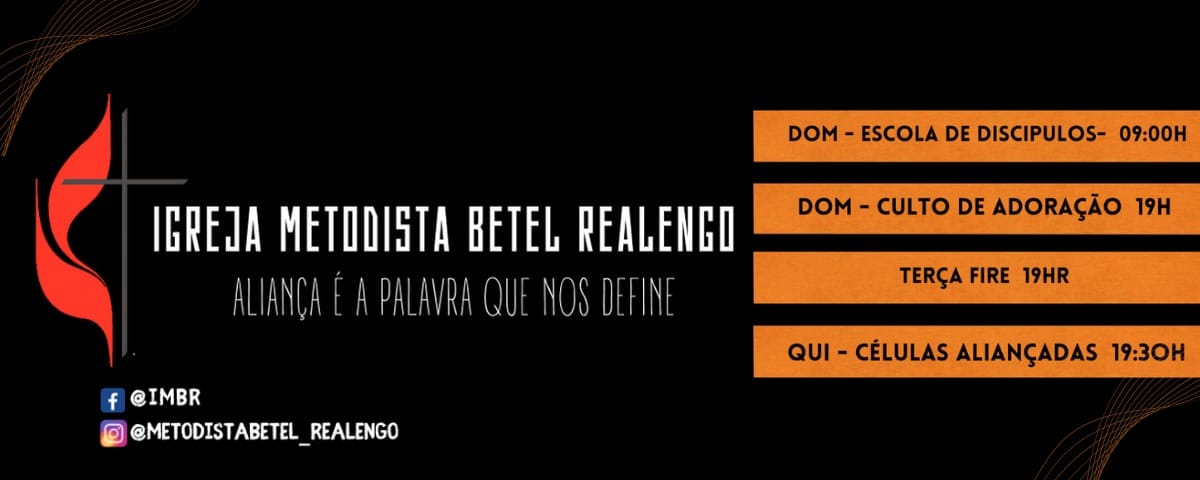 IGREJA METODISTA BETEL REALENGO
ALIANÇA É A PALAVRA QUE NOS DEFINE
@IMBR
@METODISTABETEL_REALENGO
DOM - ESCOLA DE DISCIPULOS- 09:00H
DOM - CULTO DE ADORAÇÃO 19H
TERÇA FIRE 19HR
QUI - CÉLULAS ALIANÇADAS 19:30H